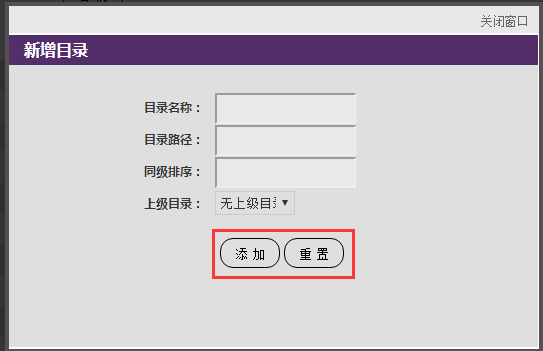 关闭窗口
新增目录
目录名称：
目录路径：
同级排序：
上级目录： 无上级目录
添 加 重 置